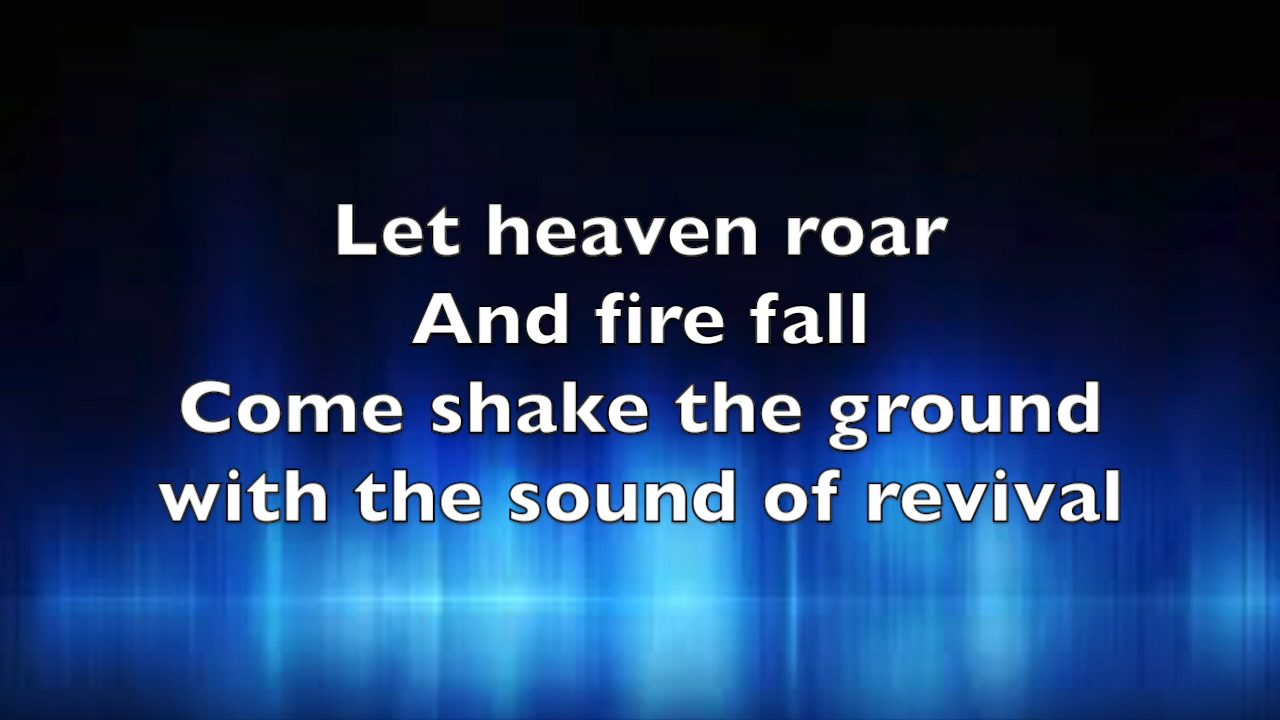 Let heaven roar
And fire fall
Come shake the ground
with the sound of revival